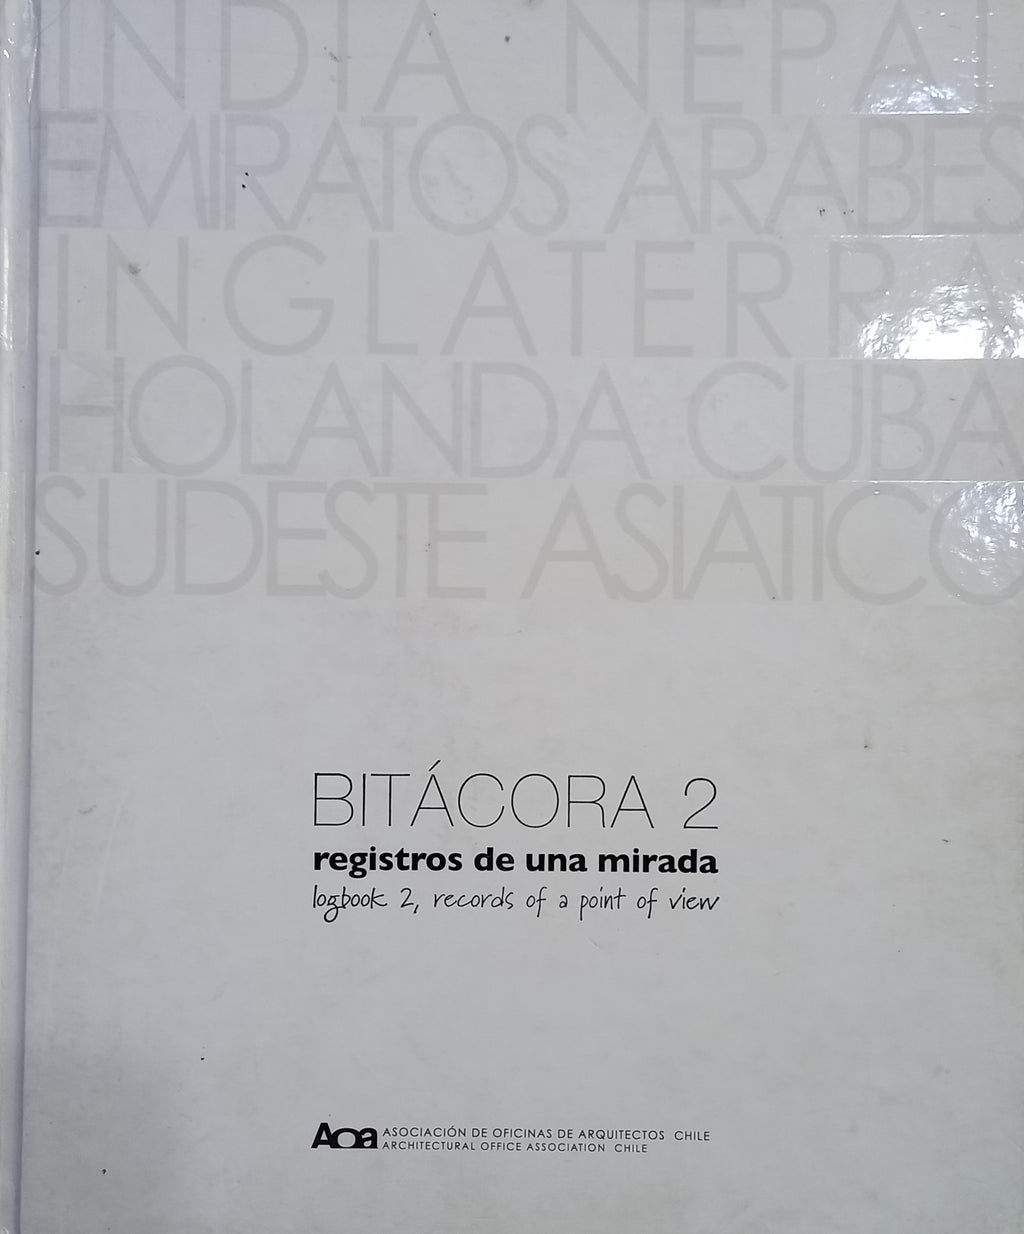 INDIA NEPAL
EMIRATOS ARABES
INGLATERRA
HOLANDA CUBA
SUDESTE ASIATICO
BITÁCORA 2
registros de una mirada
logbook 2, records of a point of view
Aoa ASOCIACIÓN DE OFICINAS DE ARQUITECTOS CHILE
ARCHITECTURAL OFFICE ASSOCIATION CHILE